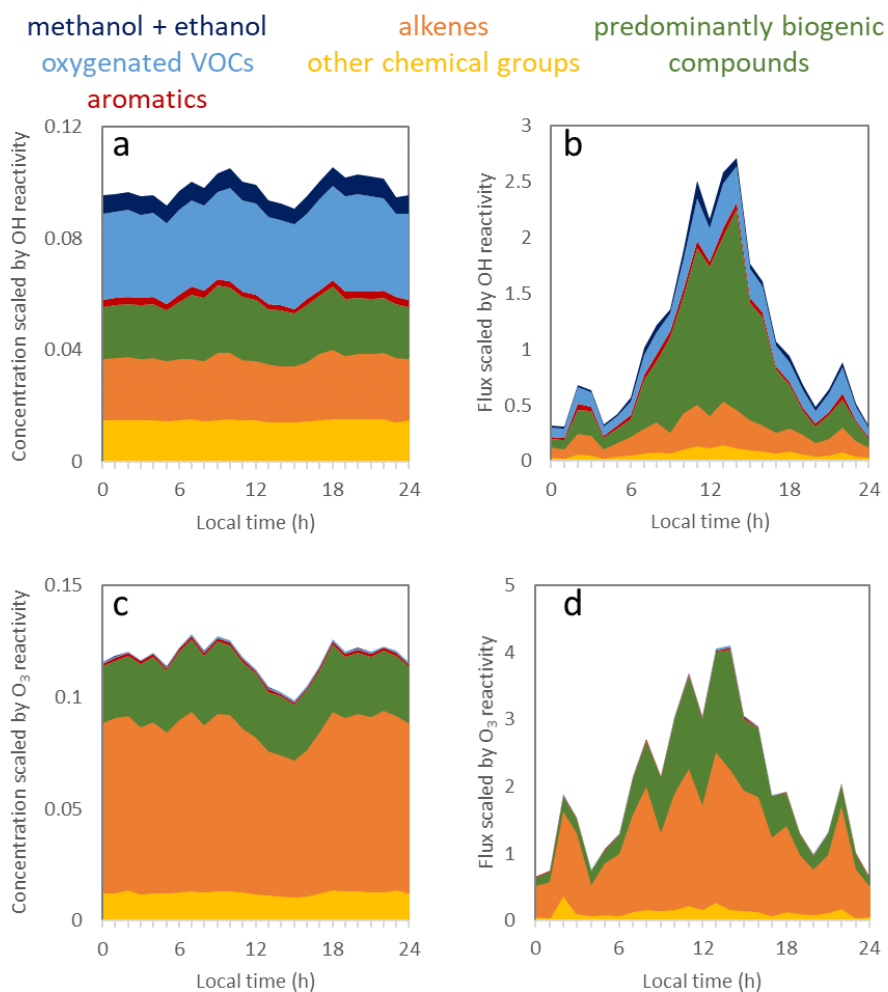 methanol + ethanol alkenes predominantly biogenic
oxygenated VOCs other chemical groups compounds
aromatics
a
Concentration scaled by OH reactivity
0.12
0.08
0.04
0
0 6 12 18 24
Local time (h)
b
Flux scaled by OH reactivity
3
2.5
2
1.5
1
0.5
0
0 6 12 18 24
Local time (h)
c
Concentration scaled by O₃ reactivity
0.15
0.1
0.05
0
0 6 12 18 24
Local time (h)
d
Flux scaled by O₃ reactivity
5
4
3
2
1
0
0 6 12 18 24
Local time (h)